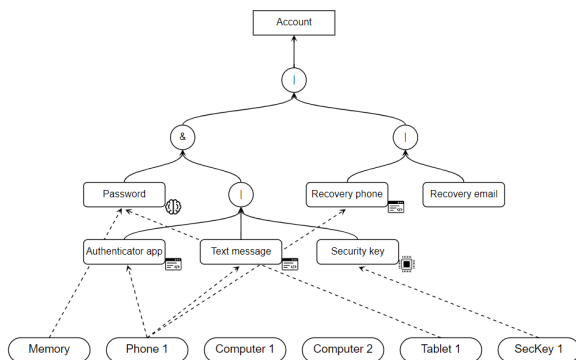 Account
|
&
|
Password
|
Recovery phone
Recovery email
Authenticator app
Text message
Security key
Memory
Phone 1
Computer 1
Computer 2
Tablet 1
SecKey 1